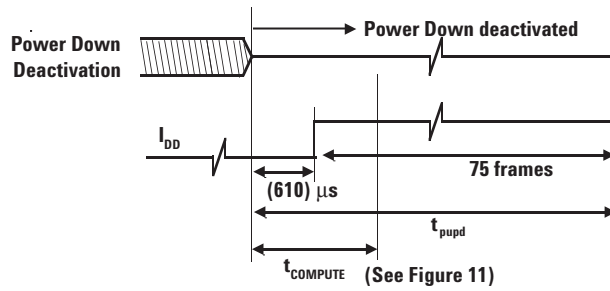 Power Down deactivated
Power Down
Deactivation
I_DD
75 frames
(610) μs
t_pupd
t_COMPUTE (See Figure 11)